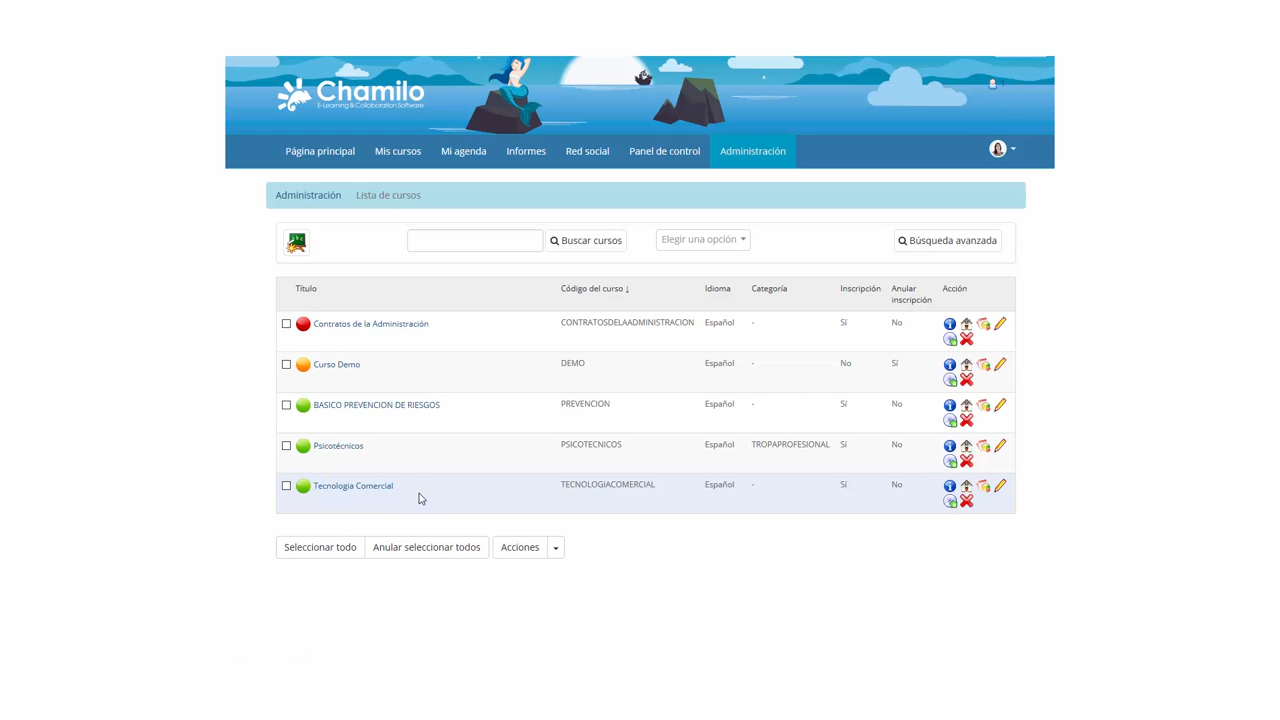 Chamilo
E-Learning & Collaboration Software
Página principal Mis cursos Mi agenda Informes Red social Panel de control Administración
Administración Lista de cursos
Buscar cursos Elegir una opción Búsqueda avanzada
Título Código del curso ↓ Idioma Categoría Inscripción Anular inscripción Acción
Contratos de la Administración CONTRATOSDELAADMINISTRACION Español - Sí No
Curso Demo DEMO Español - No Sí
BASICO PREVENCION DE RIESGOS PREVENCION Español - Sí No
Psicotécnicos PSICOTECNICOS Español TROPAPROFESIONAL Sí No
Tecnologia Comercial TECNOLOGIACOMERCIAL Español - Sí No
Seleccionar todo Anular seleccionar todos Acciones